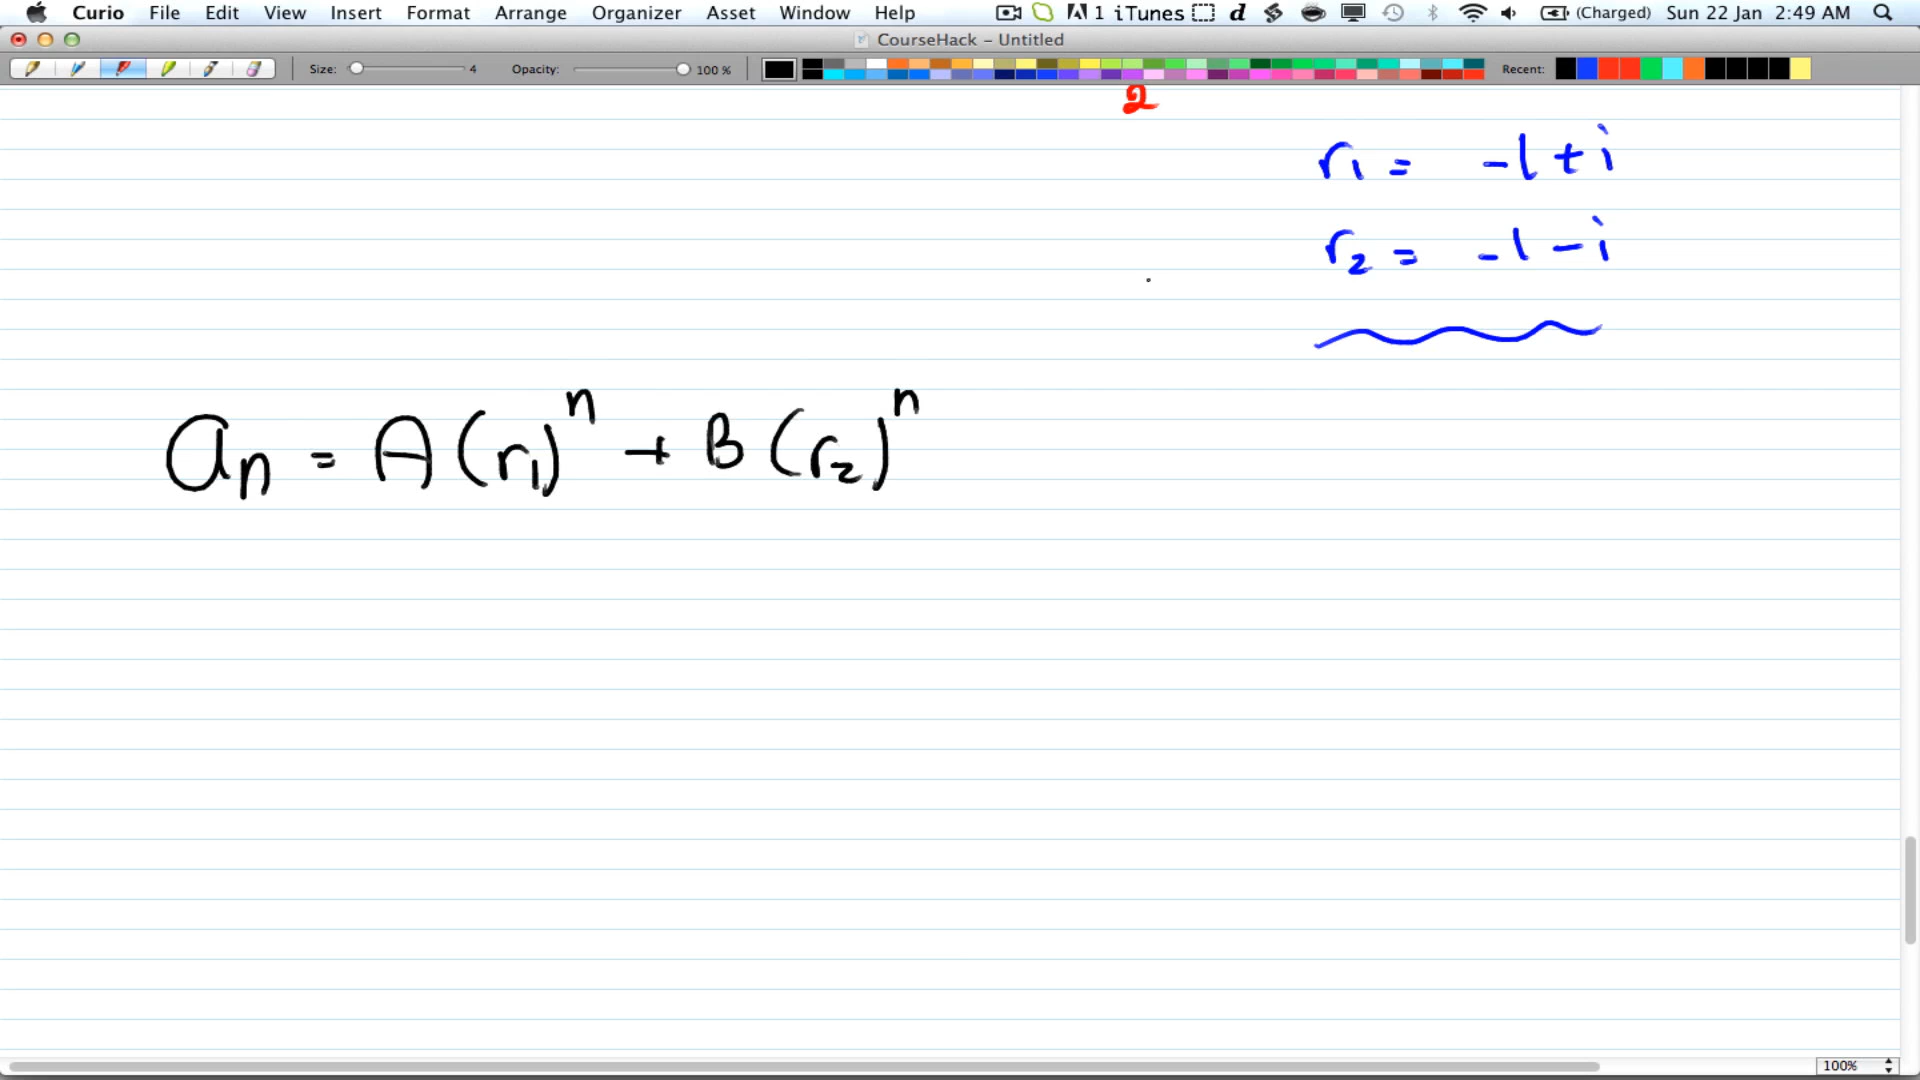 Curio File Edit View Insert Format Arrange Organizer Asset Window Help 1 iTunes d (Charged) Sun 22 Jan 2:49 AM
CourseHack – Untitled
Size: 4 Opacity: 100 % Recent:
2
r₁ = -1 + i
r₂ = -1 - i
aₙ = A(r₁)ⁿ + B(r₂)ⁿ
100%